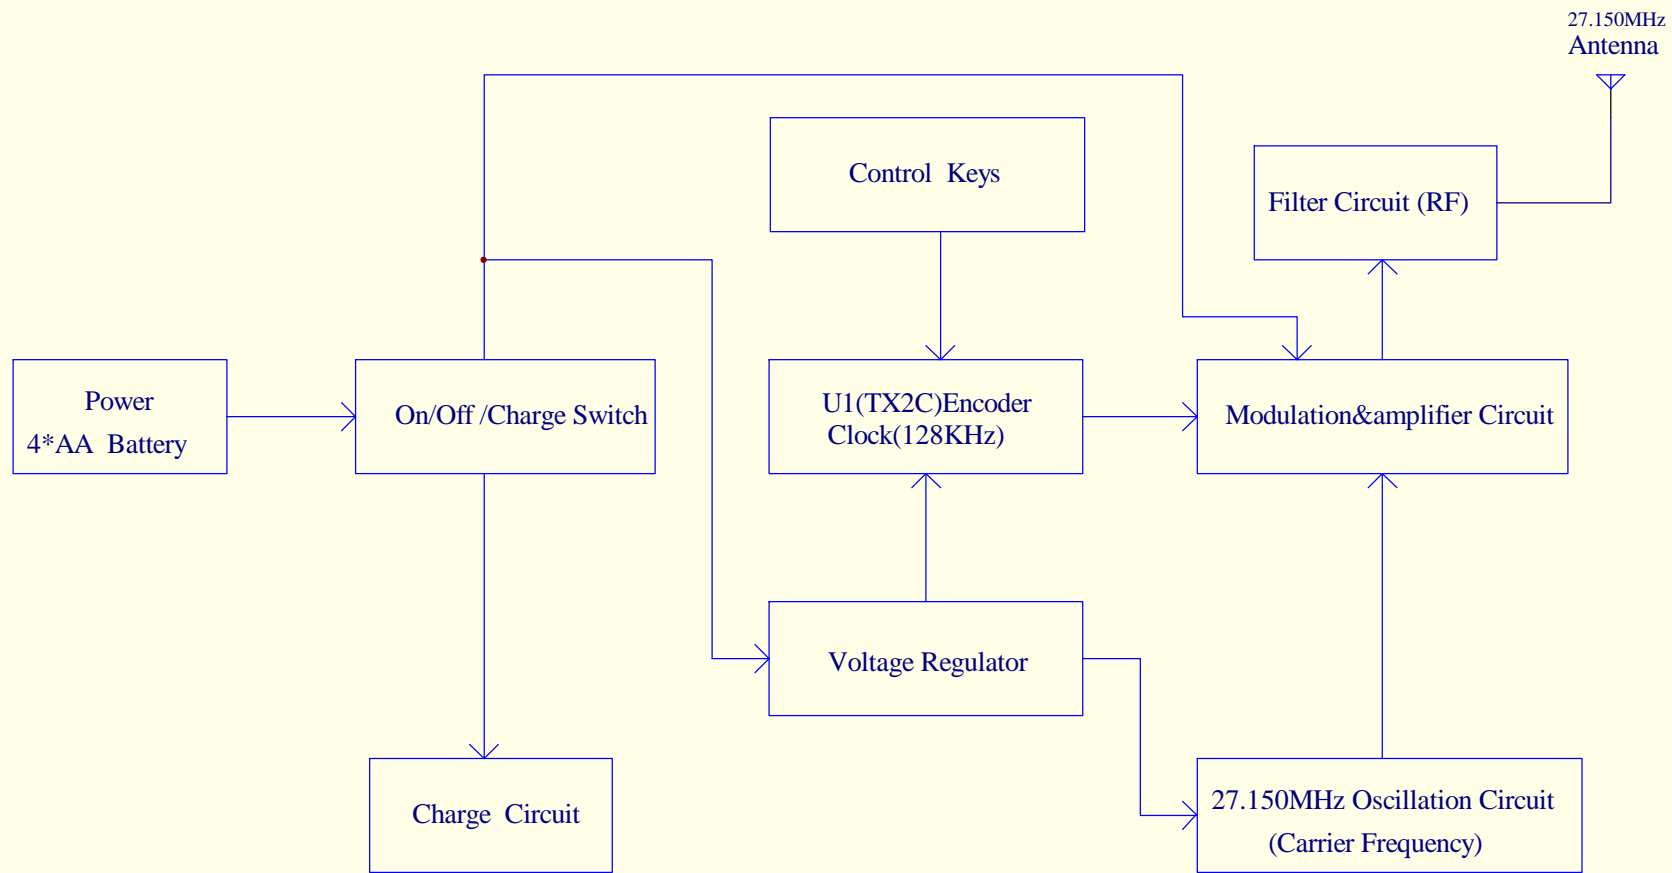 27.150MHz
Antenna
Control Keys
Filter Circuit (RF)
Power
4*AA Battery
On/Off /Charge Switch
U1(TX2C)Encoder
Clock(128KHz)
Modulation&amplifier Circuit
Voltage Regulator
Charge Circuit
27.150MHz Oscillation Circuit
(Carrier Frequency)